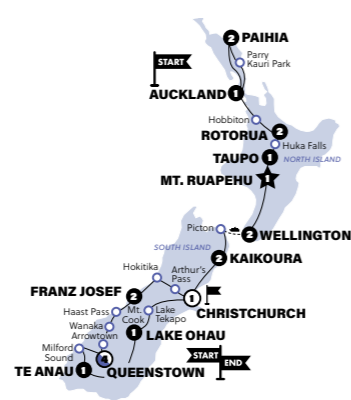 2 PAIHIA
Parry
Kauri Park
START
AUCKLAND 1
Hobbiton
ROTORUA 2
Huka Falls
TAUPO 1
NORTH ISLAND
MT. RUAPEHU 1
Picton
2 WELLINGTON
SOUTH ISLAND
2 KAIKOURA
Hokitika
Arthur's
Pass
FRANZ JOSEF 2
1 CHRISTCHURCH
Haast Pass
Mt.
Cook
Lake
Tekapo
Wanaka
Arrowtown
1 LAKE OHAU
Milford
Sound
4
START
END
TE ANAU 1
QUEENSTOWN